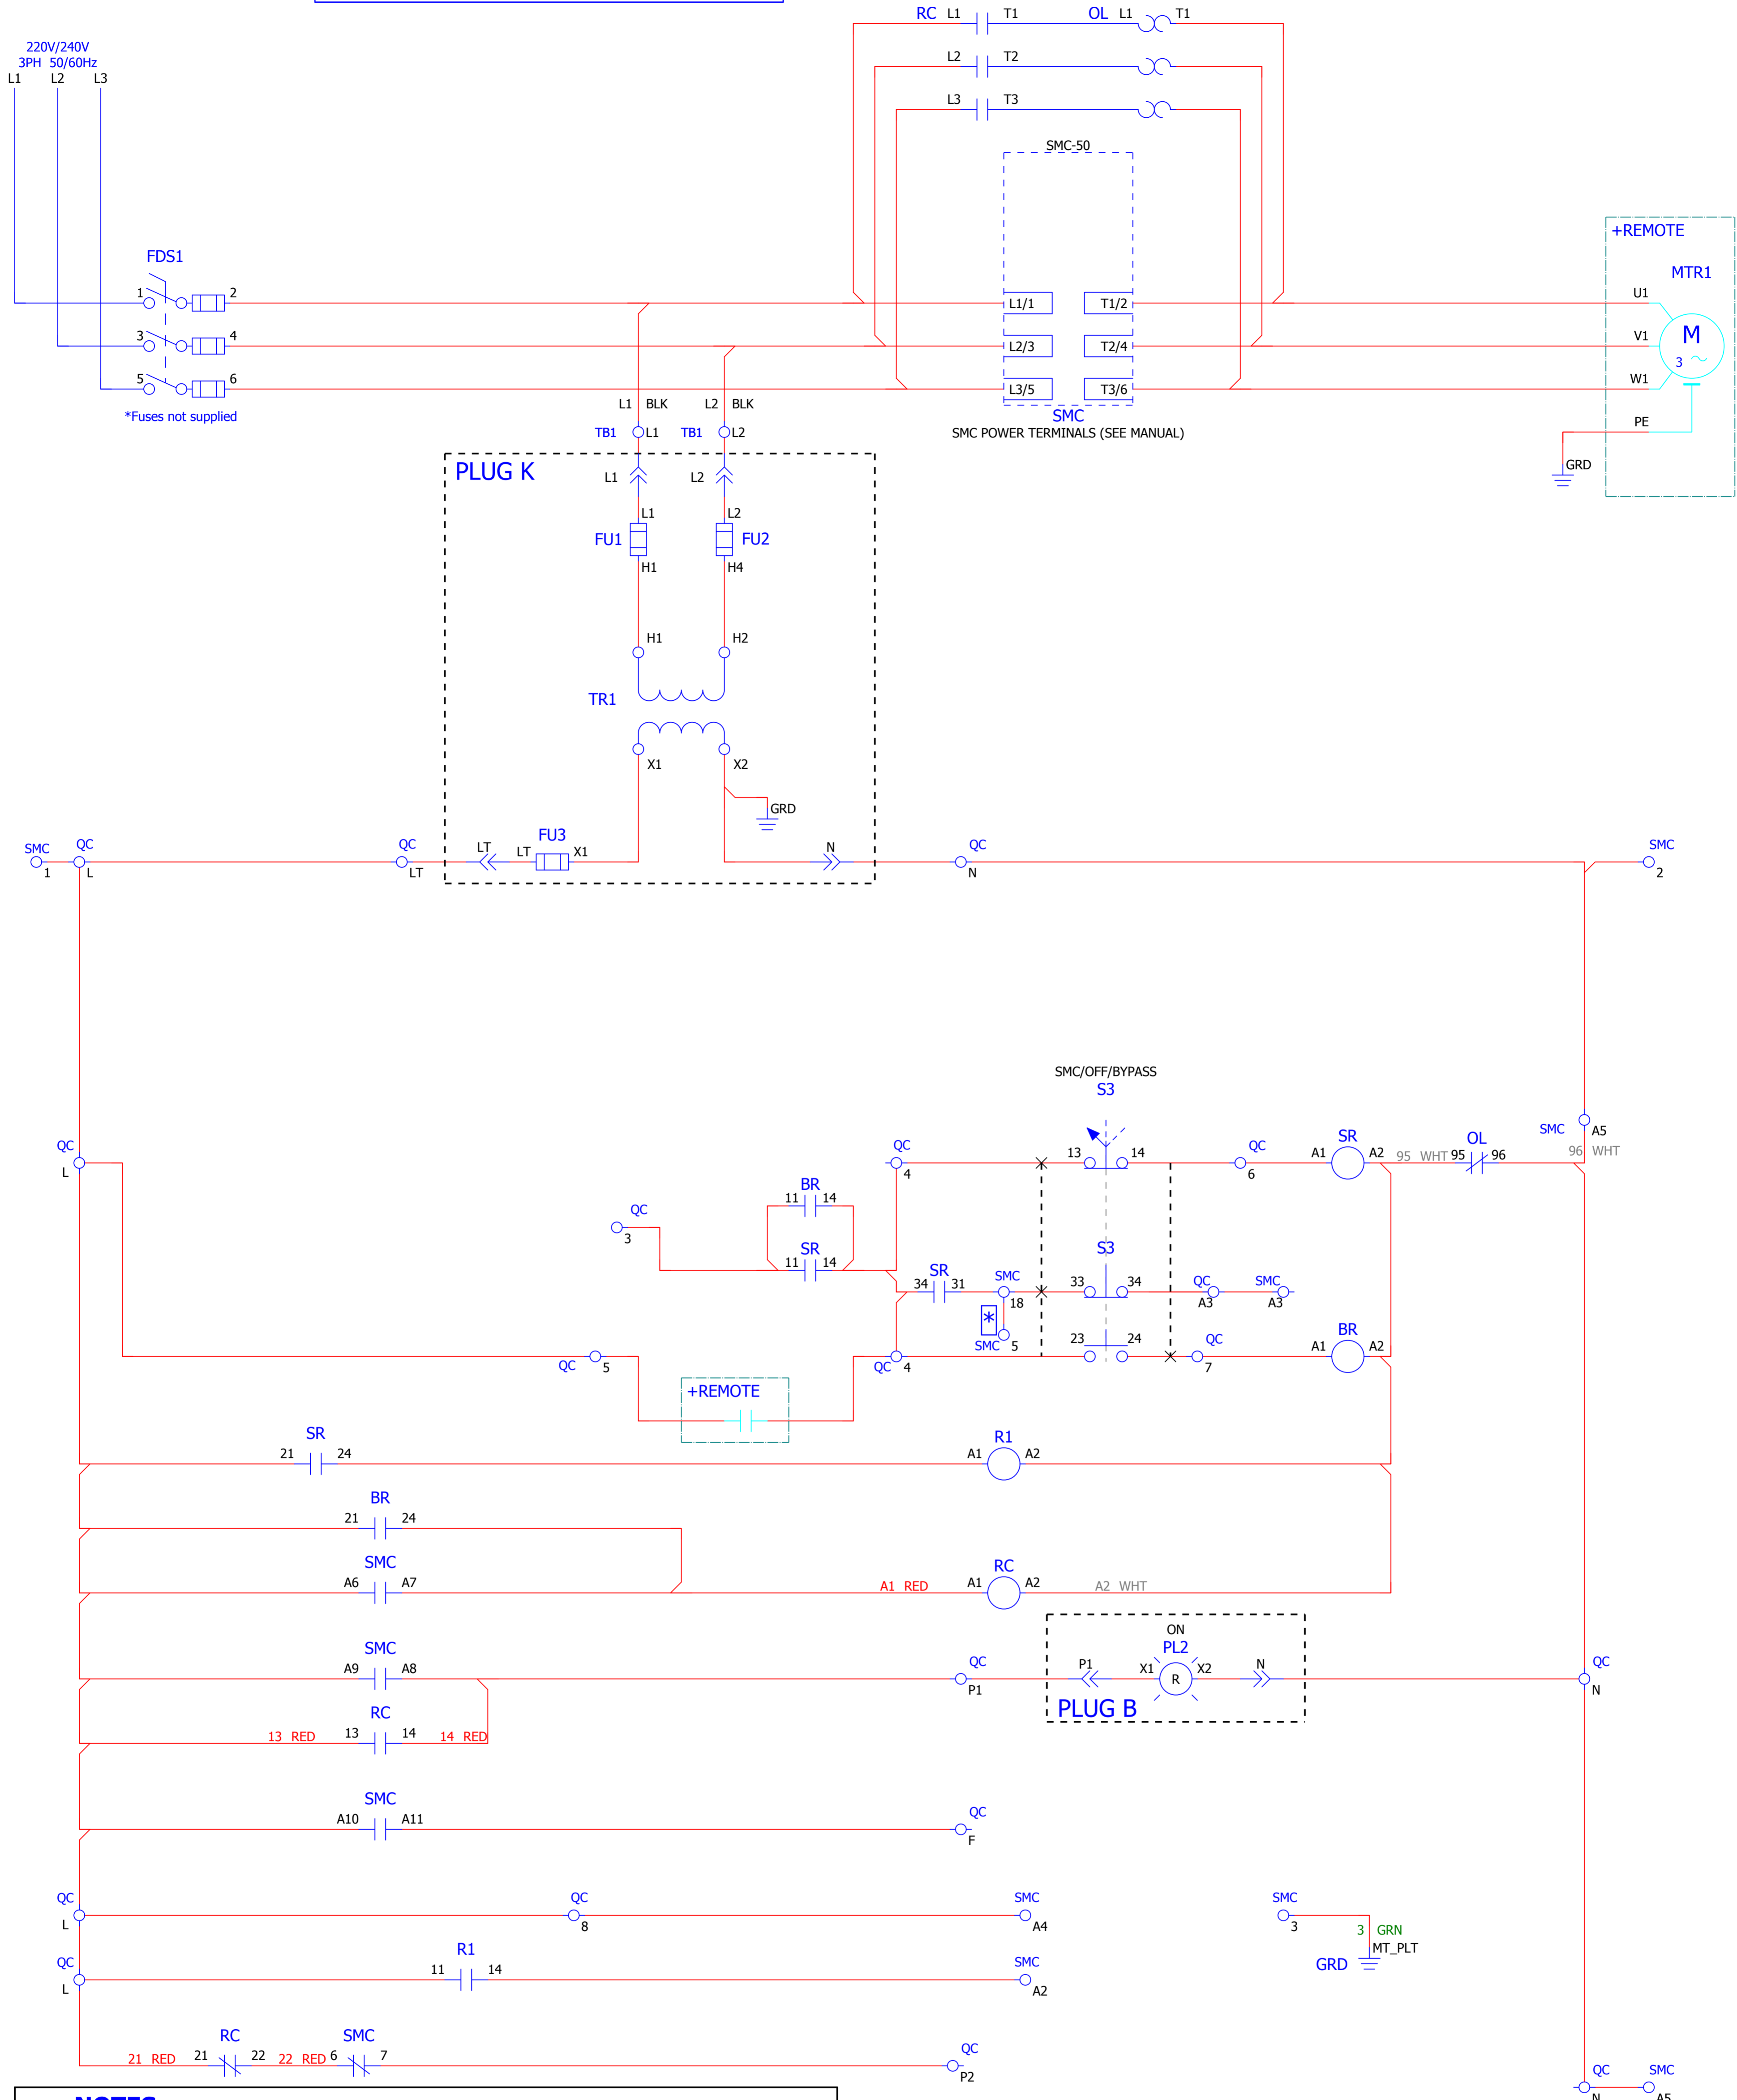 RC L1 T1 OL L1 T1
220V/240V
3PH 50/60Hz
L1 L2 L3
L2 T2
L3 T3
SMC-50
+REMOTE
MTR1
FDS1
1 2
L1/1 T1/2
U1
3 4
L2/3 T2/4
V1
M
3
5 6
L3/5 T3/6
W1
*Fuses not supplied
L1 BLK L2 BLK
SMC
SMC POWER TERMINALS (SEE MANUAL)
PE
GRD
TB1 L1 TB1 L2
PLUG K
L1 L2
L1 L2
FU1 FU2
H1 H4
H1 H2
TR1
X1 X2
GRD
SMC QC QC FU3 QC SMC
LT LT X1 N
1 L LT N 2
SMC/OFF/BYPASS
S3
SMC A5
QC QC 13 14 QC SR OL
A1 A2 95 WHT 95 96 96 WHT
L 4 6
BR
11 14
QC
3
SR
11 14
S3
SR
34 31
SMC
18
33 34
QC
A3
SMC
A3
*
SMC 5
23 24
QC
7
BR
A1 A2
QC 5
QC 4
+REMOTE
SR
21 24
R1
A1 A2
BR
21 24
SMC
A6 A7
A1 RED
RC
A1 A2
A2 WHT
ON
SMC
A9 A8
QC
P1
P1 X1 PL2 X2 N
R
QC
N
PLUG B
RC
13 RED 13 14 14 RED
SMC
A10 A11
QC
F
QC QC SMC SMC
L 8 A4 3
3 GRN
MT_PLT
GRD
QC R1 SMC
L 11 14 A2
RC SMC
21 RED 21 22 22 RED 6 7
QC
P2
QC SMC
N A5
NOTES